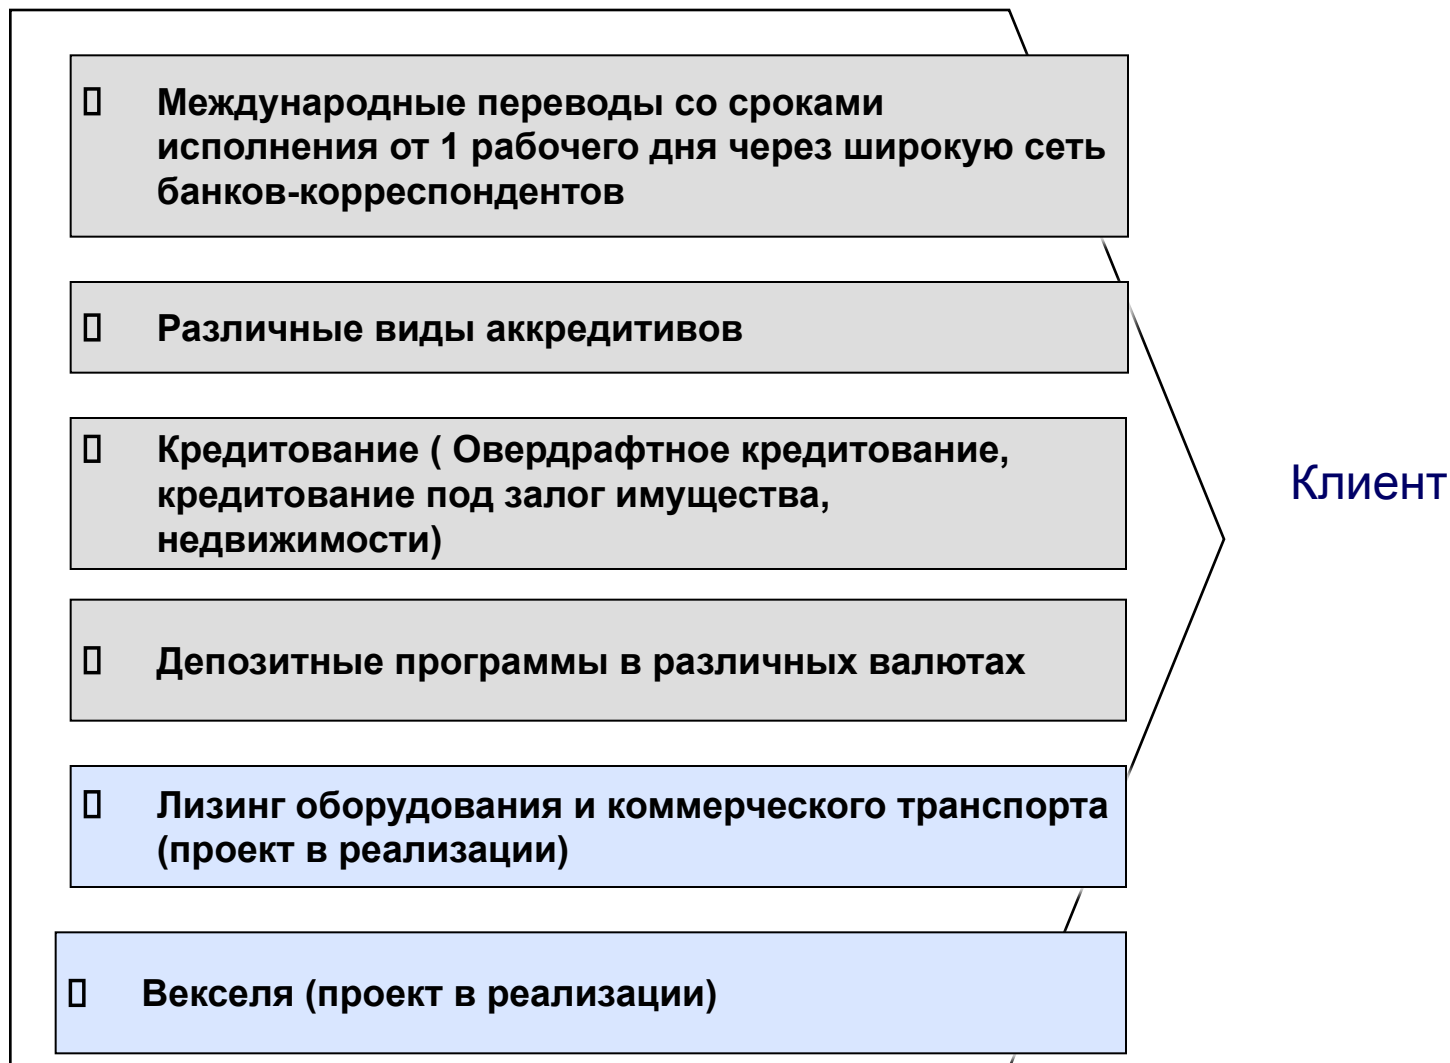 Международные переводы со сроками
исполнения от 1 рабочего дня через широкую сеть
банков-корреспондентов
Различные виды аккредитивов
Кредитование ( Овердрафтное кредитование,
кредитование под залог имущества,
недвижимости)
Клиент
Депозитные программы в различных валютах
Лизинг оборудования и коммерческого транспорта
(проект в реализации)
Векселя (проект в реализации)